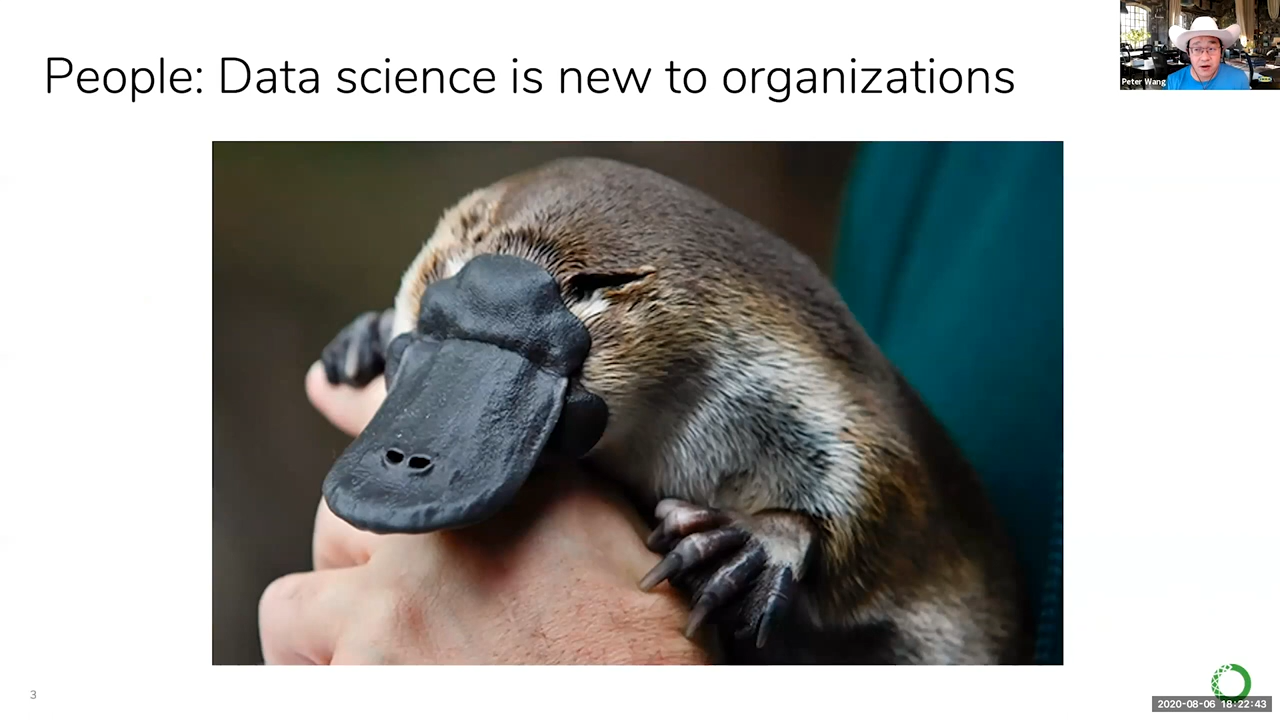 People: Data science is new to organizations
Peter Wang
3
2020-08-06 18:22:43